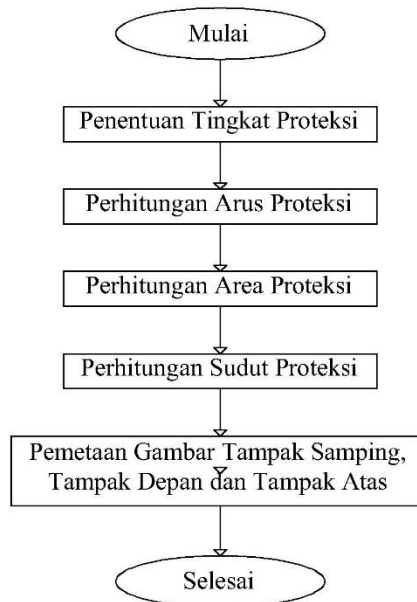 Mulai
Penentuan Tingkat Proteksi
Perhitungan Arus Proteksi
Perhitungan Area Proteksi
Perhitungan Sudut Proteksi
Pemetaan Gambar Tampak Samping,
Tampak Depan dan Tampak Atas
Selesai